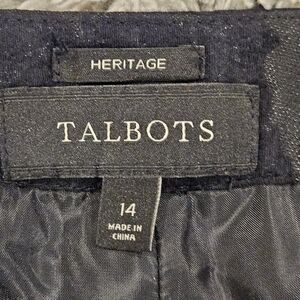 HERITAGE
TALBOTS
14
MADE IN
CHINA